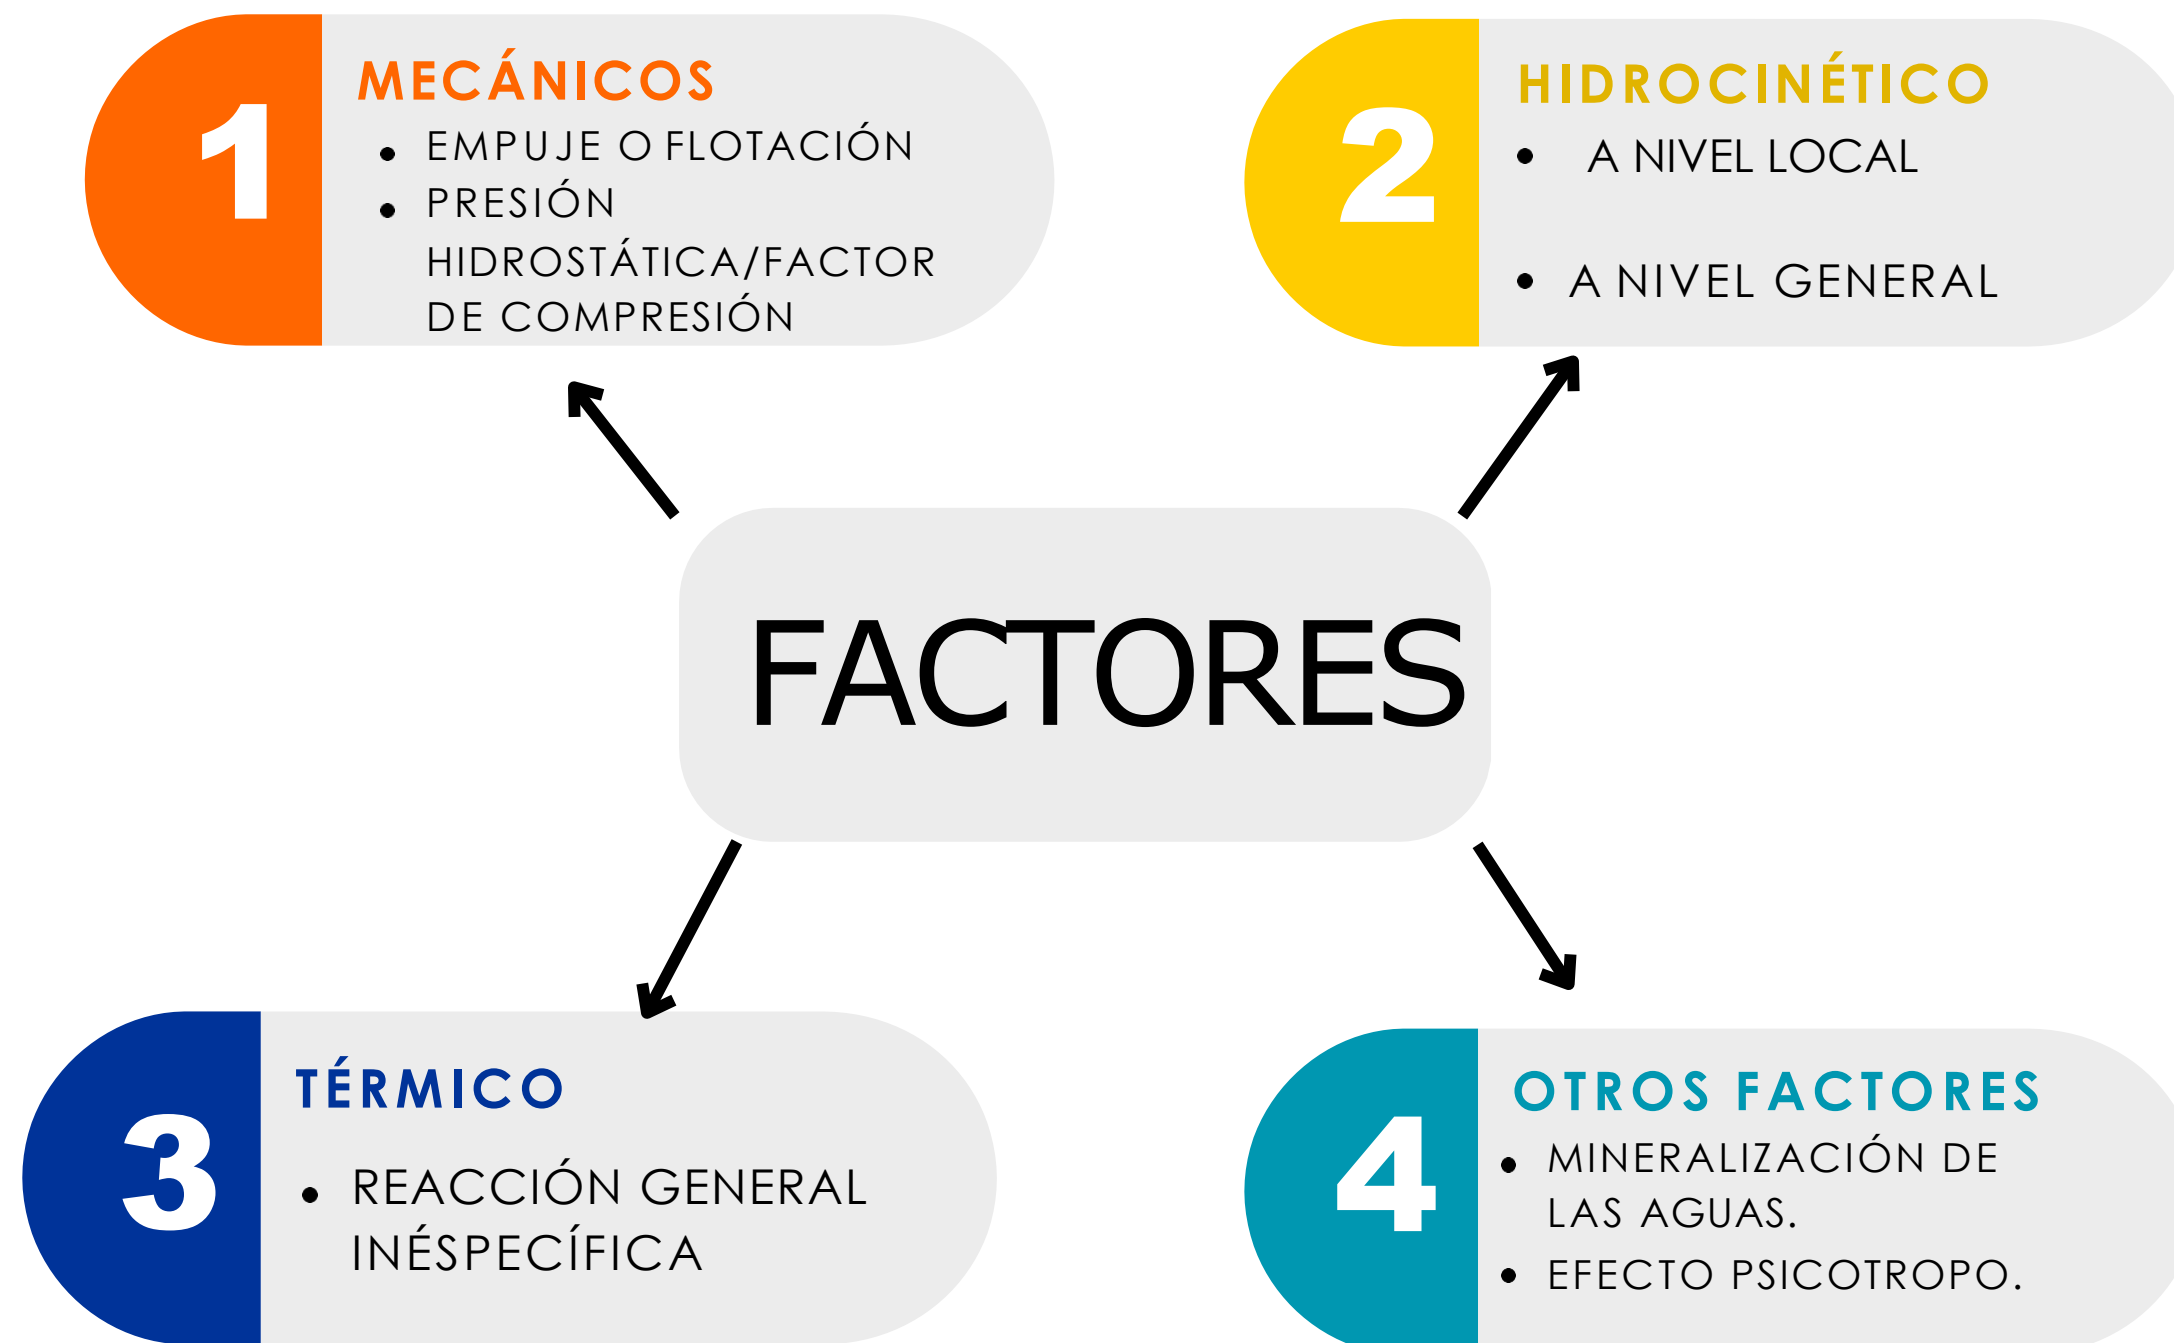 1
MECÁNICOS
• EMPUJE O FLOTACIÓN
• PRESIÓN
HIDROSTÁTICA/FACTOR
DE COMPRESIÓN
2
HIDROCINÉTICO
• A NIVEL LOCAL
• A NIVEL GENERAL
FACTORES
3
TÉRMICO
• REACCIÓN GENERAL
INÉSPECÍFICA
4
OTROS FACTORES
• MINERALIZACIÓN DE
LAS AGUAS.
• EFECTO PSICOTROPO.